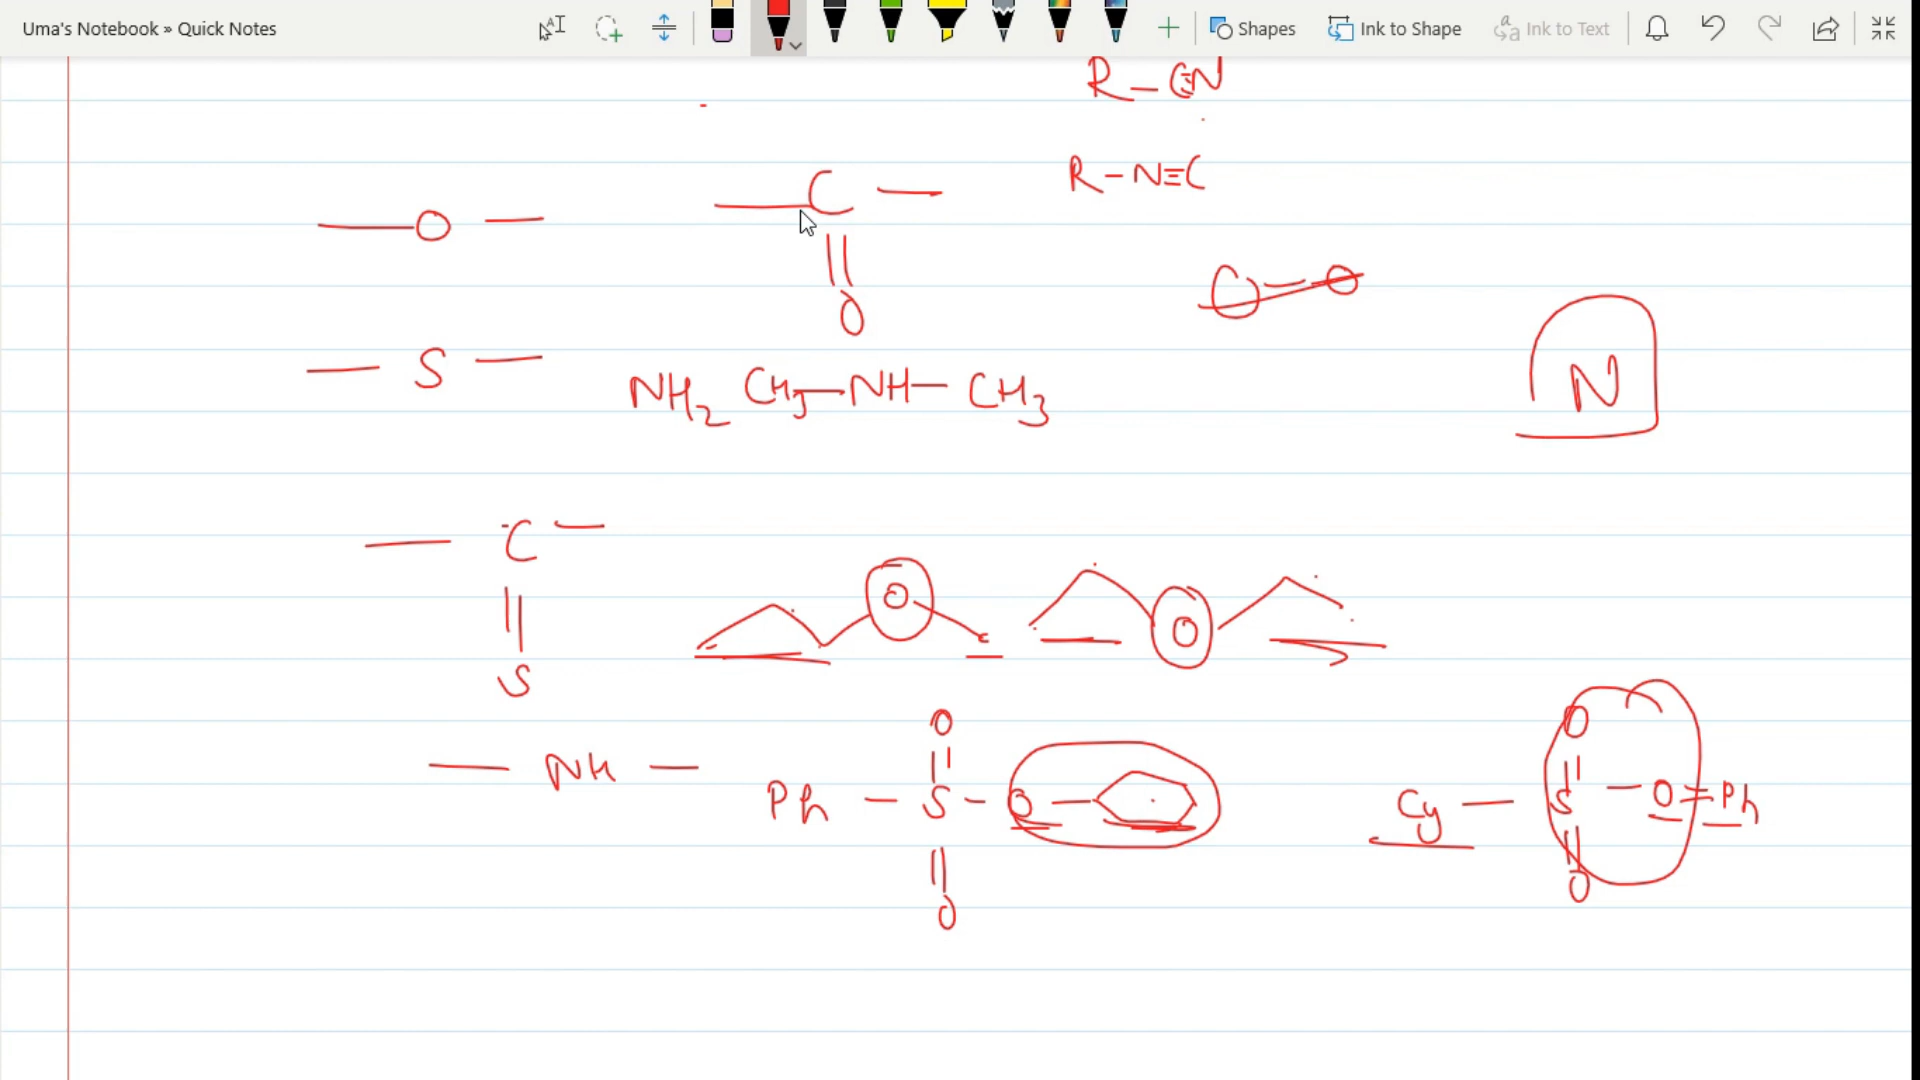 Uma's Notebook » Quick Notes
Shapes
Ink to Shape
Ink to Text
R - C≡N
R - N≡C
— O —
— C —
||
O
C = O
— S —
NH2 CH3 — NH — CH3
N
— C —
||
S
O
O
— NH —
O
||
Ph — S - O —
||
O
O
||
Cy — S — O = Ph
||
O